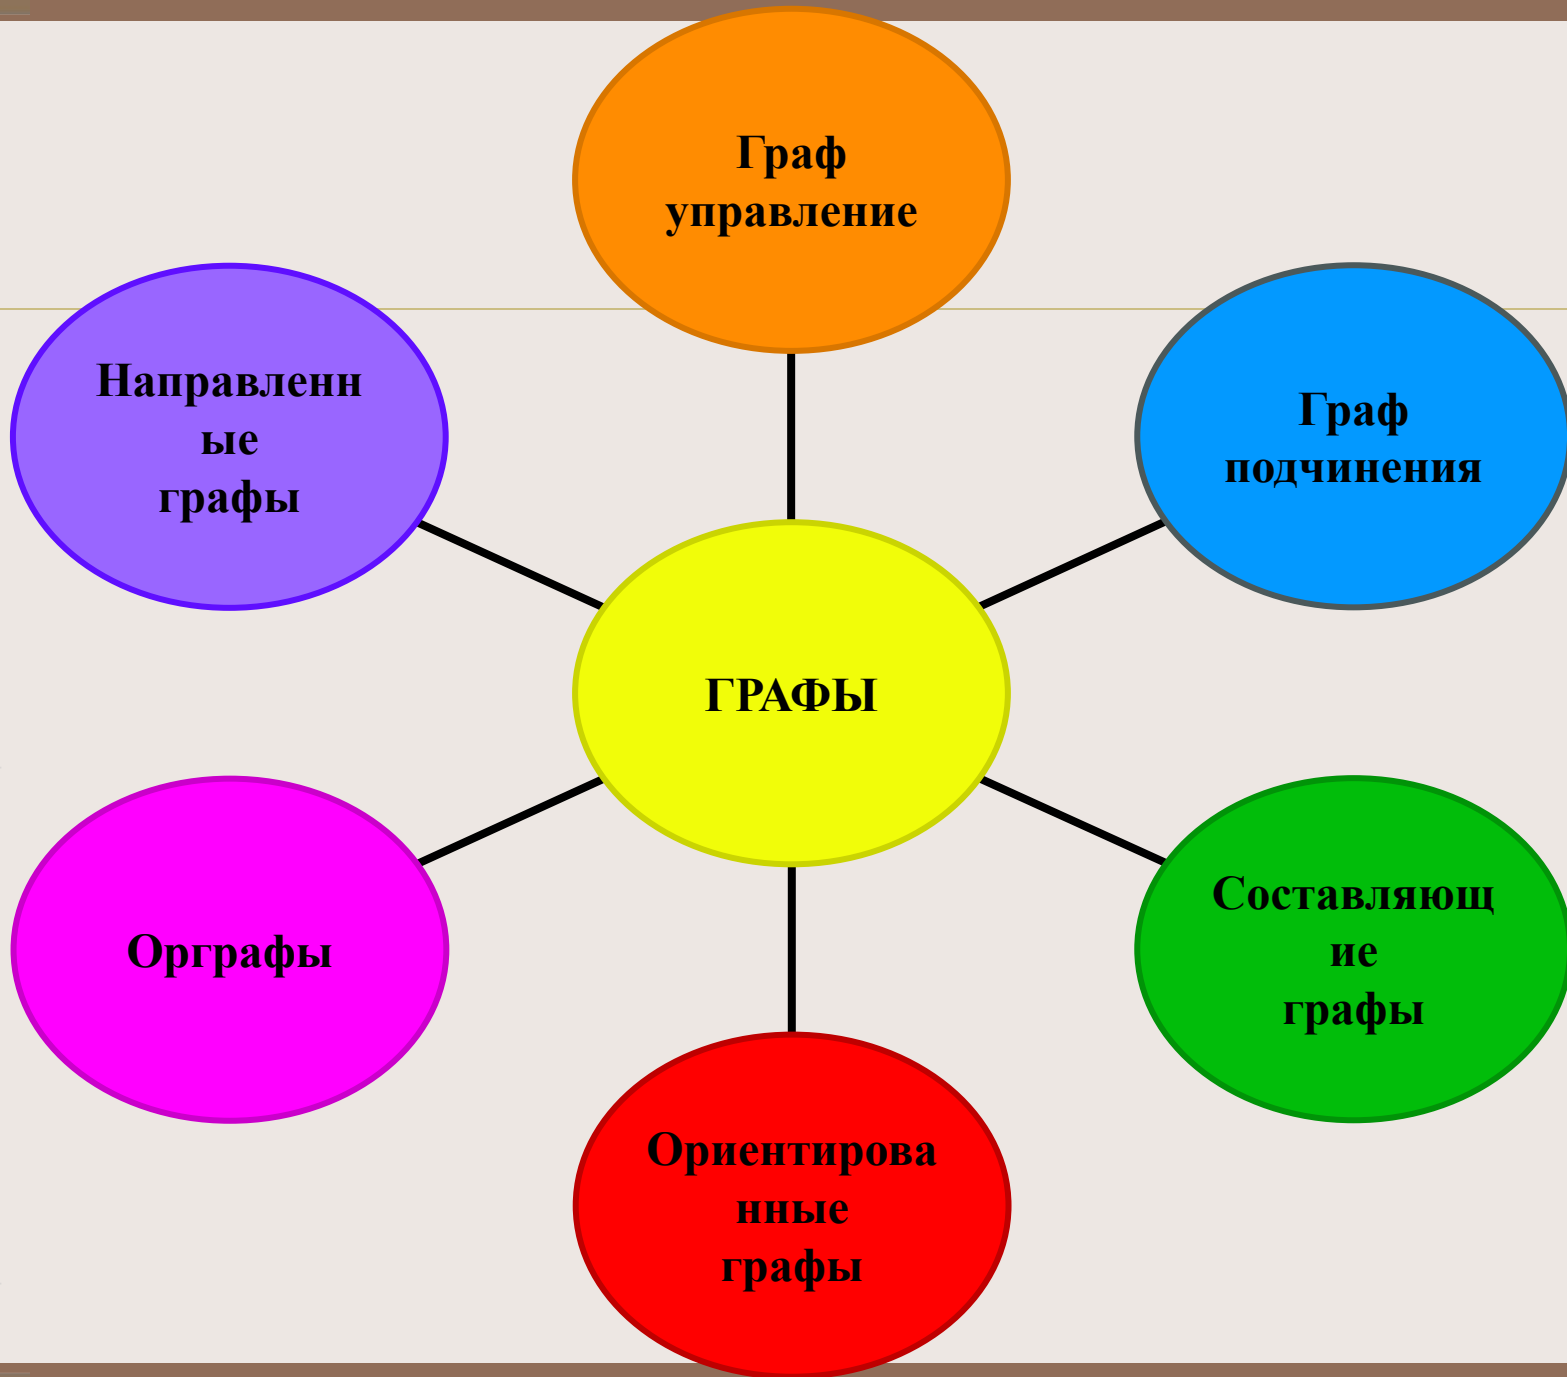 Граф
управление
Направленн
ые
графы
Граф
подчинения
ГРАФЫ
Орграфы
Составляющ
ие
графы
Ориентирова
нные
графы